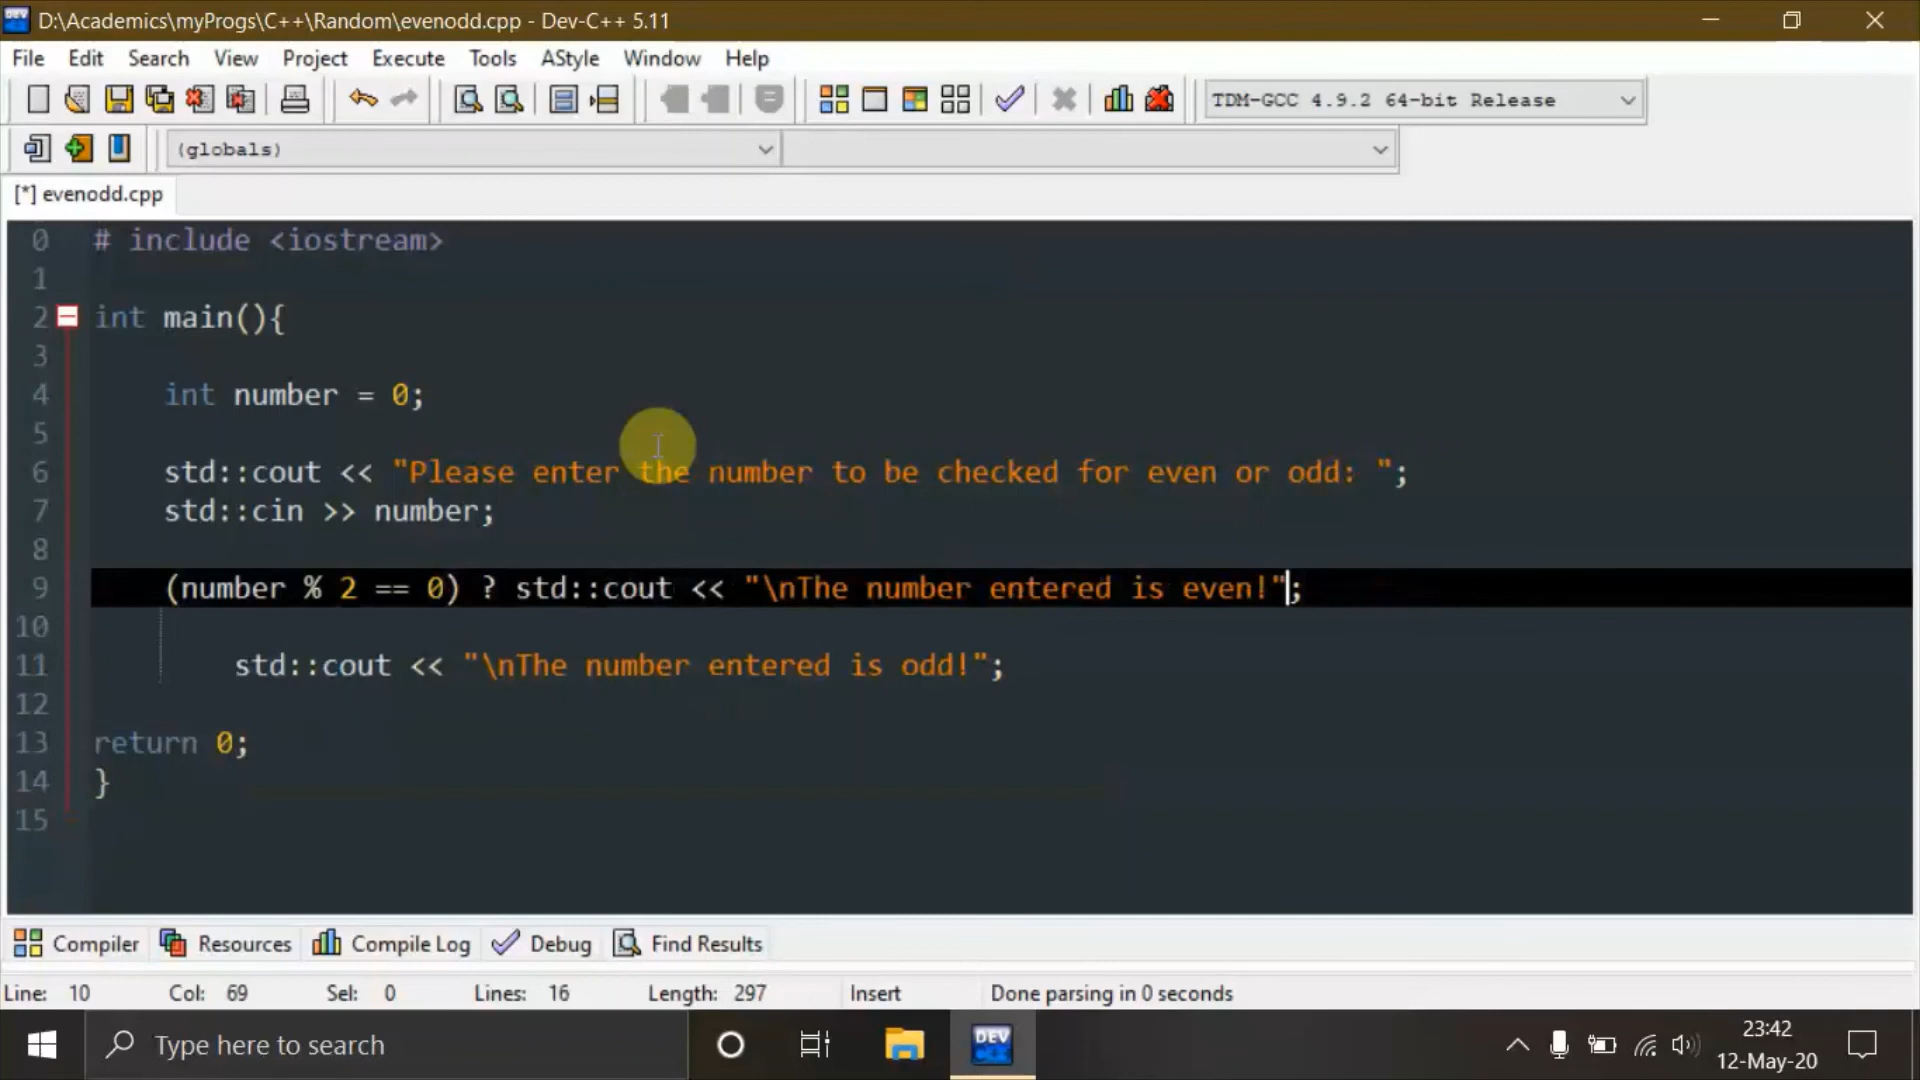 D:\Academics\myProgs\C++\Random\evenodd.cpp - Dev-C++ 5.11
File Edit Search View Project Execute Tools AStyle Window Help
TDM-GCC 4.9.2 64-bit Release
(globals)
[*] evenodd.cpp
0 # include <iostream>
1
2 int main(){
3
4 int number = 0;
5
6 std::cout << "Please enter the number to be checked for even or odd: ";
7 std::cin >> number;
8
9 (number % 2 == 0) ? std::cout << "\nThe number entered is even!";
10
11 std::cout << "\nThe number entered is odd!";
12
13 return 0;
14 }
15
Compiler Resources Compile Log Debug Find Results
Line: 10 Col: 69 Sel: 0 Lines: 16 Length: 297 Insert Done parsing in 0 seconds
Type here to search
DEV
23:42
12-May-20